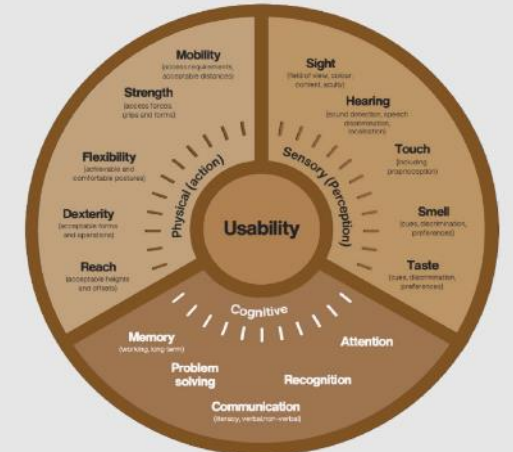 Mobility
(access requirements,
acceptable distances)
Strength
(access forces
grips and forms)
Flexibility
(achievable and
comfortable postures)
Dexterity
(acceptable forms
and operations)
Reach
(acceptable heights
and offsets)
Physical (action)
Sight
(field of view, colour,
contrast, acuity)
Hearing
(sound detection, speech
discrimination,
localisation)
Touch
(including
proprioception)
Smell
(cues, discrimination,
preferences)
Taste
(cues, discrimination,
preferences)
Sensory (Perception)
Usability
Cognitive
Memory
(working, long-term)
Attention
Problem
solving
Recognition
Communication
(literacy, verbal/non-verbal)